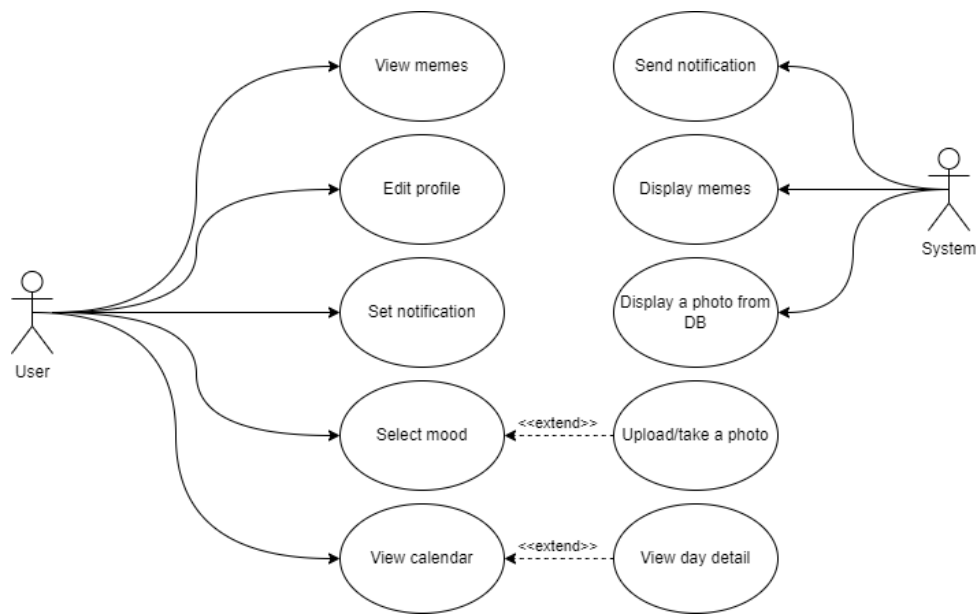 View memes
Send notification
Edit profile
Display memes
System
User
Set notification
Display a photo from
DB
Select mood
<<extend>>
Upload/take a photo
View calendar
<<extend>>
View day detail